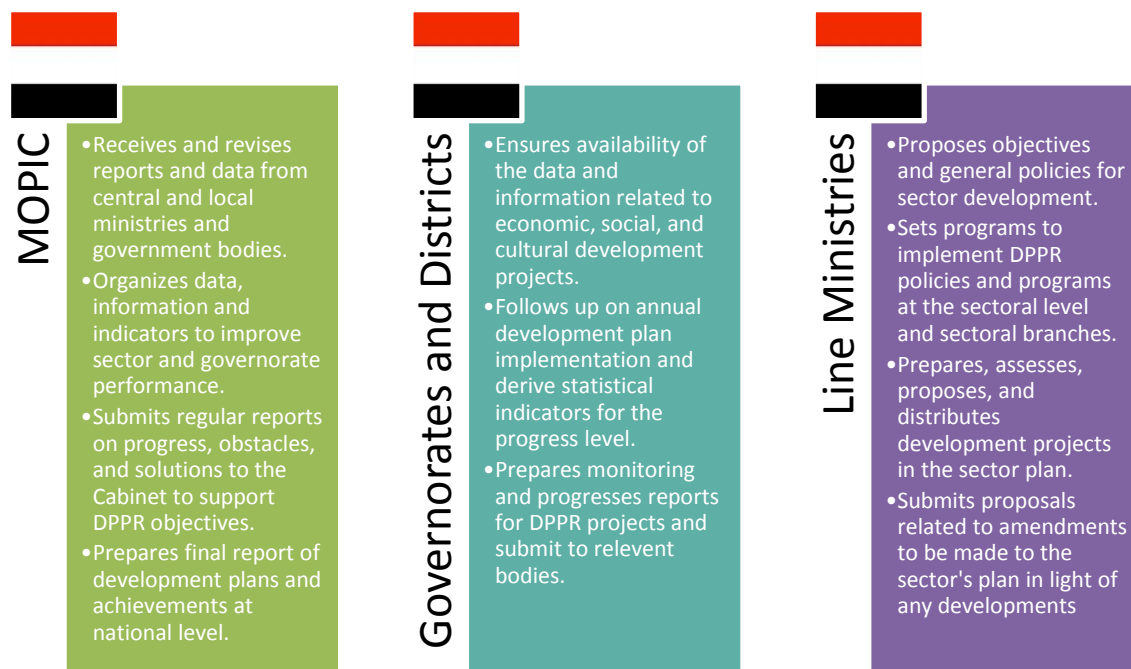 MOPIC
•Receives and revises
reports and data from
central and local
ministries and
government bodies.
•Organizes data,
information and
indicators to improve
sector and governorate
performance.
•Submits regular reports
on progress, obstacles,
and solutions to the
Cabinet to support
DPPR objectives.
•Prepares final report of
development plans and
achievements at
national level.
Governorates and Districts
•Ensures availability of
the data and
information related to
economic, social, and
cultural development
projects.
•Follows up on annual
development plan
implementation and
derive statistical
indicators for the
progress level.
•Prepares monitoring
and progresses reports
for DPPR projects and
submit to relevent
bodies.
Line Ministries
•Proposes objectives
and general policies for
sector development.
•Sets programs to
implement DPPR
policies and programs
at the sectoral level
and sectoral branches.
•Prepares, assesses,
proposes, and
distributes
development projects
in the sector plan.
•Submits proposals
related to amendments
to be made to the
sector's plan in light of
any developments